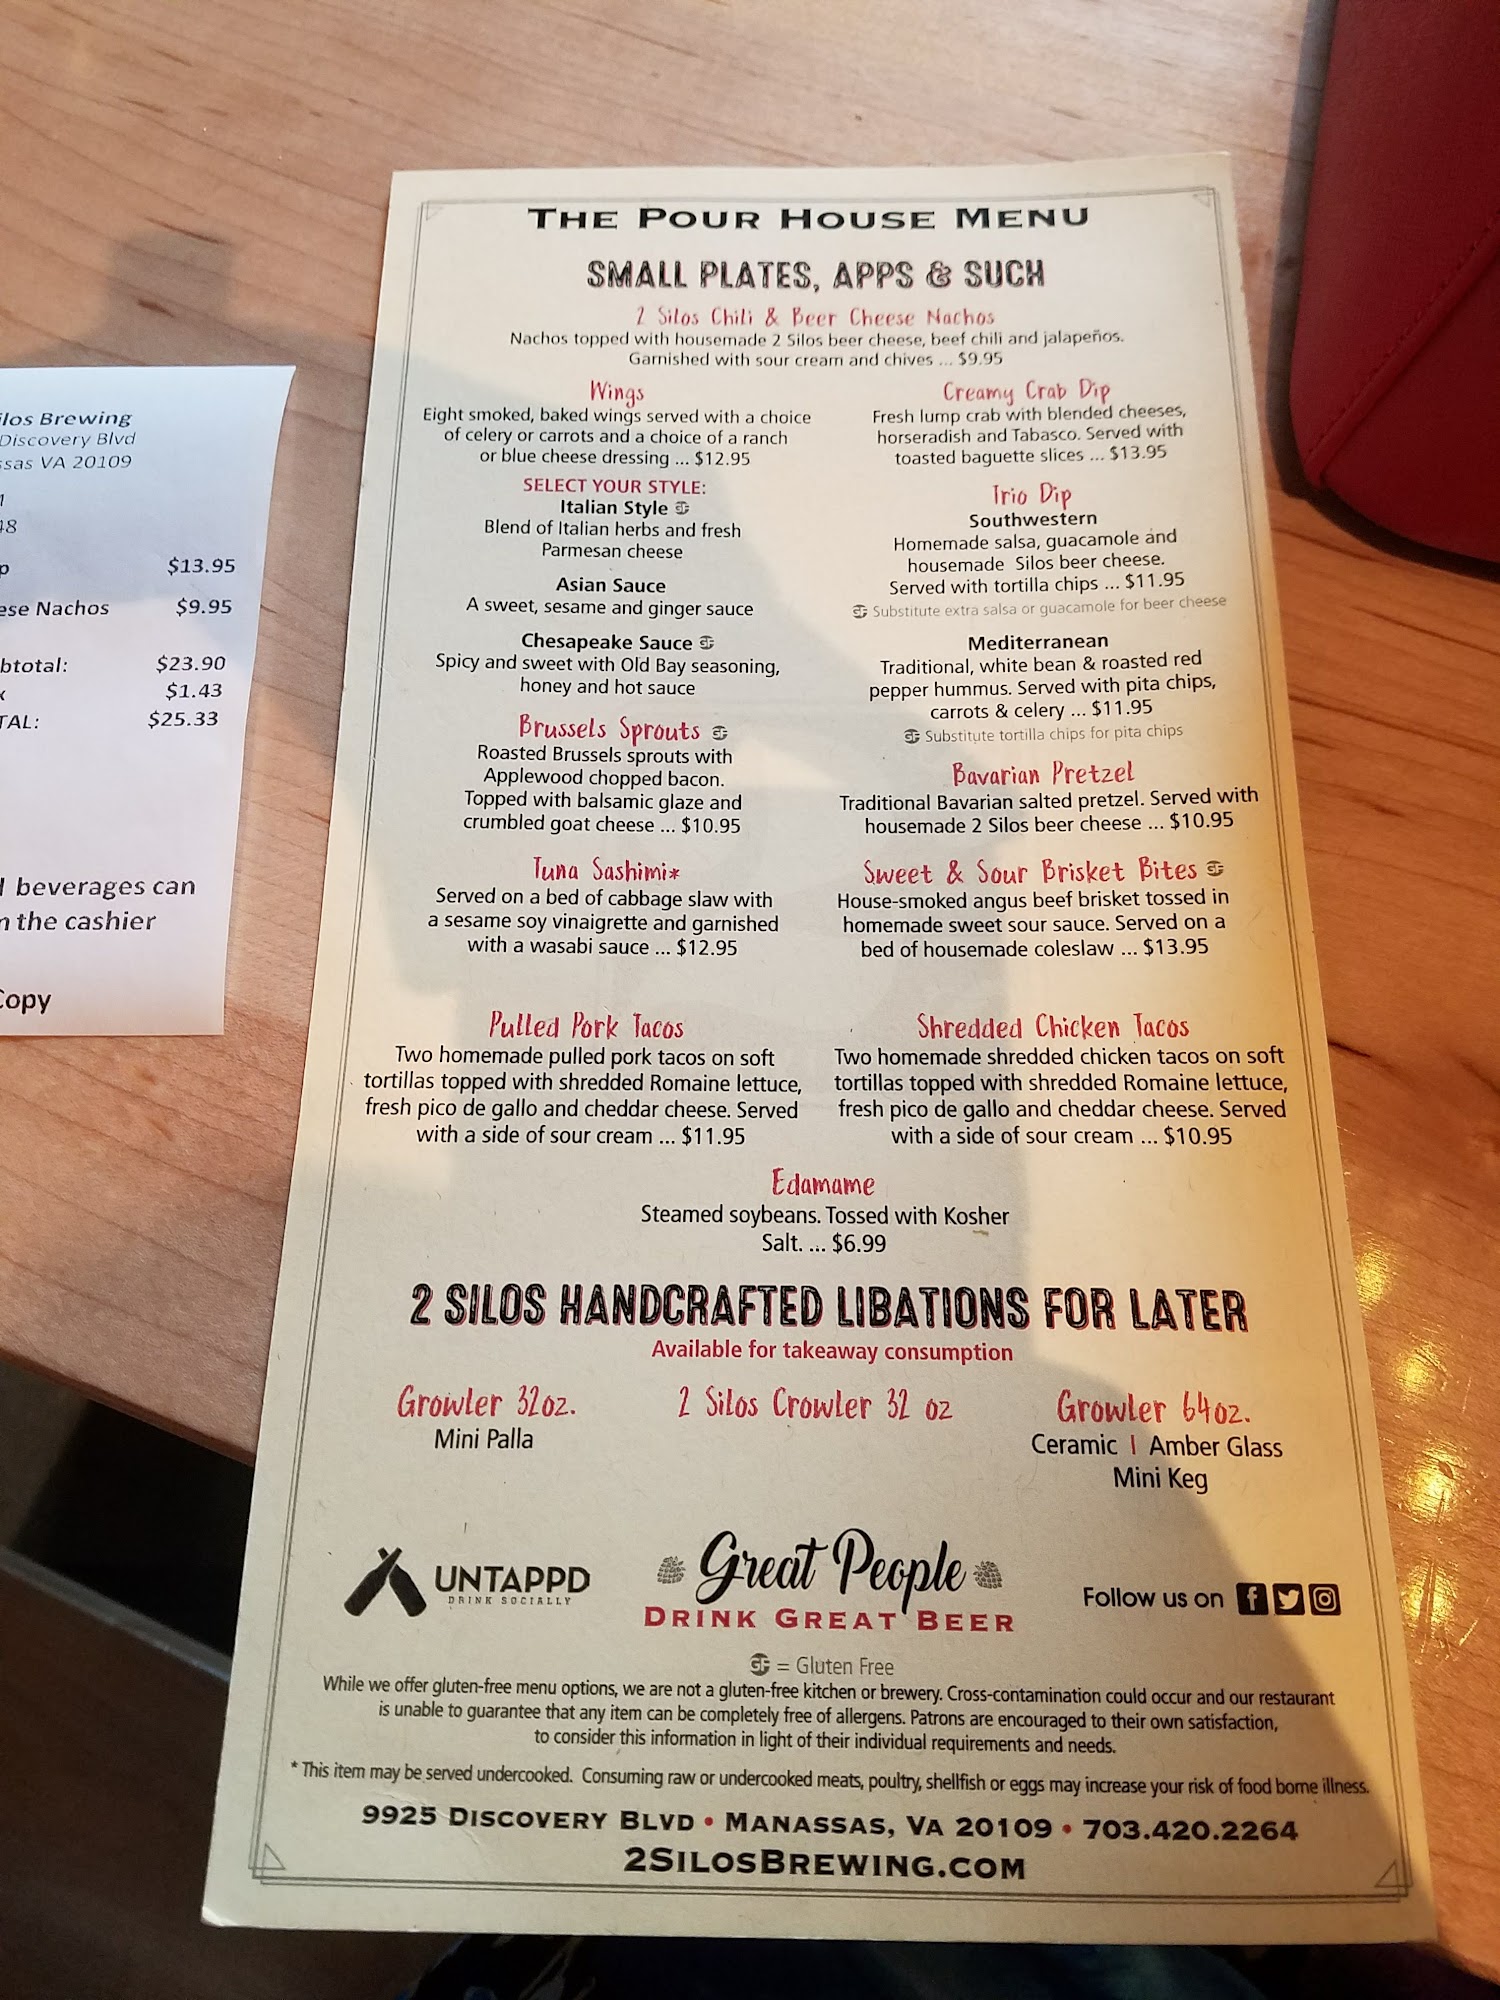 THE POUR HOUSE MENU
SMALL PLATES, APPS & SUCH
2 Silos Chili & Beer Cheese Nachos
Nachos topped with housemade 2 Silos beer cheese, beef chili and jalapeños.
Garnished with sour cream and chives ... $9.95
Wings
Eight smoked, baked wings served with a choice
of celery or carrots and a choice of a ranch
or blue cheese dressing ... $12.95
SELECT YOUR STYLE:
Italian Style GF
Blend of Italian herbs and fresh
Parmesan cheese
Asian Sauce
A sweet, sesame and ginger sauce
Chesapeake Sauce GF
Spicy and sweet with Old Bay seasoning,
honey and hot sauce
Brussels Sprouts GF
Roasted Brussels sprouts with
Applewood chopped bacon.
Topped with balsamic glaze and
crumbled goat cheese ... $10.95
Tuna Sashimi*
Served on a bed of cabbage slaw with
a sesame soy vinaigrette and garnished
with a wasabi sauce ... $12.95
Creamy Crab Dip
Fresh lump crab with blended cheeses,
horseradish and Tabasco. Served with
toasted baguette slices ... $13.95
Trio Dip
Southwestern
Homemade salsa, guacamole and
housemade Silos beer cheese.
Served with tortilla chips ... $11.95
GF Substitute extra salsa or guacamole for beer cheese
Mediterranean
Traditional, white bean & roasted red
pepper hummus. Served with pita chips,
carrots & celery ... $11.95
GF Substitute tortilla chips for pita chips
Bavarian Pretzel
Traditional Bavarian salted pretzel. Served with
housemade 2 Silos beer cheese ... $10.95
Sweet & Sour Brisket Bites GF
House-smoked angus beef brisket tossed in
homemade sweet sour sauce. Served on a
bed of housemade coleslaw ... $13.95
Pulled Pork Tacos
Two homemade pulled pork tacos on soft
tortillas topped with shredded Romaine lettuce,
fresh pico de gallo and cheddar cheese. Served
with a side of sour cream ... $11.95
Shredded Chicken Tacos
Two homemade shredded chicken tacos on soft
tortillas topped with shredded Romaine lettuce,
fresh pico de gallo and cheddar cheese. Served
with a side of sour cream ... $10.95
Edamame
Steamed soybeans. Tossed with Kosher
Salt. ... $6.99
2 SILOS HANDCRAFTED LIBATIONS FOR LATER
Available for takeaway consumption
Growler 32oz.
Mini Palla
2 Silos Crowler 32 oz
Growler 64oz.
Ceramic | Amber Glass
Mini Keg
UNTAPPD
DRINK SOCIALLY
Great People
DRINK GREAT BEER
Follow us on
GF = Gluten Free
While we offer gluten-free menu options, we are not a gluten-free kitchen or brewery. Cross-contamination could occur and our restaurant
is unable to guarantee that any item can be completely free of allergens. Patrons are encouraged to their own satisfaction,
to consider this information in light of their individual requirements and needs.
* This item may be served undercooked. Consuming raw or undercooked meats, poultry, shellfish or eggs may increase your risk of food borne illness.
9925 DISCOVERY BLVD • MANASSAS, VA 20109 • 703.420.2264
2SILOSBREWING.COM
ilos Brewing
Discovery Blvd
ssas VA 20109
1
48
p $13.95
ese Nachos $9.95
btotal: $23.90
x $1.43
TAL: $25.33
l beverages can
n the cashier
Copy